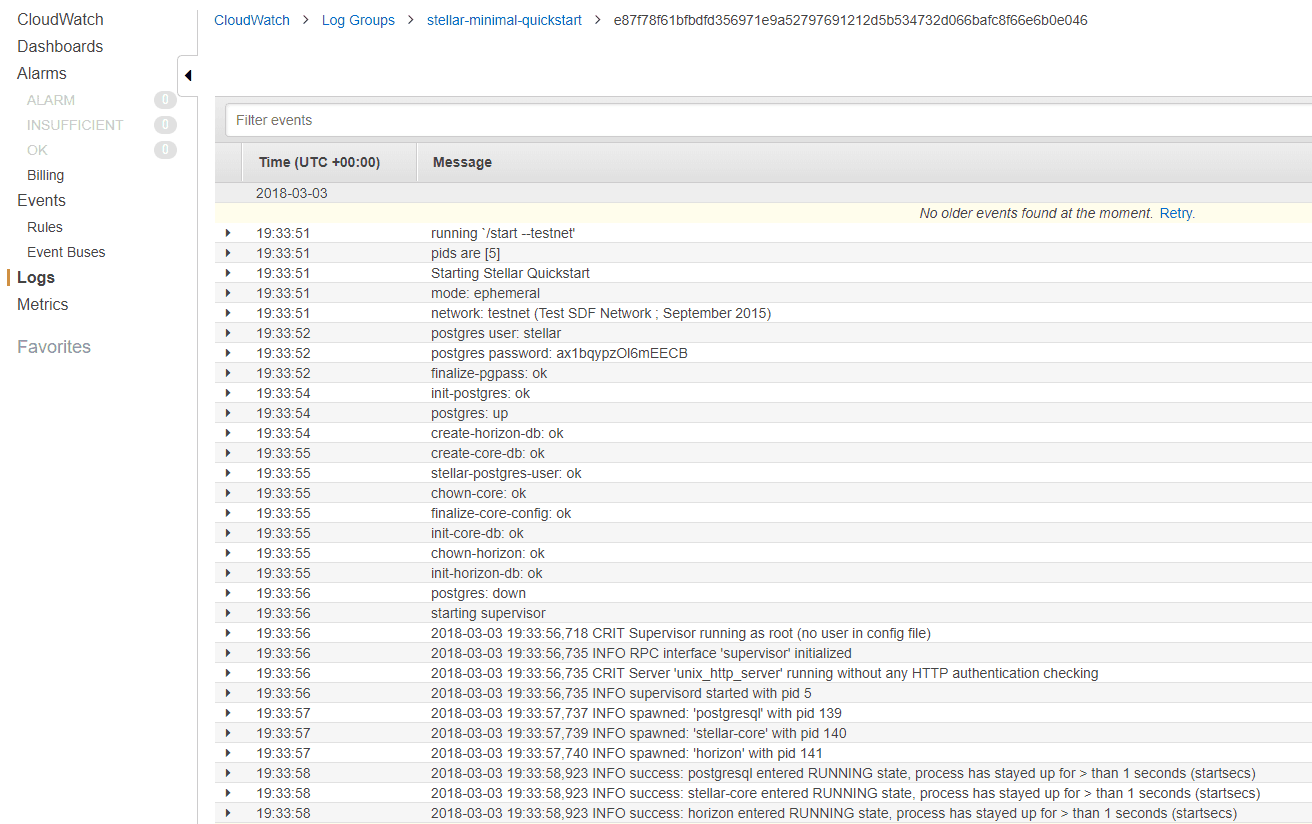 CloudWatch
Dashboards
Alarms
ALARM 0
INSUFFICIENT 0
OK 0
Billing
Events
Rules
Event Buses
Logs
Metrics
Favorites
CloudWatch > Log Groups > stellar-minimal-quickstart > e87f78f61bfbdfd356971e9a52797691212d5b534732d066bafc8f66e6b0e046
Filter events
Time (UTC +00:00) Message
2018-03-03
No older events found at the moment. Retry.
19:33:51 running `/start --testnet'
19:33:51 pids are [5]
19:33:51 Starting Stellar Quickstart
19:33:51 mode: ephemeral
19:33:51 network: testnet (Test SDF Network ; September 2015)
19:33:52 postgres user: stellar
19:33:52 postgres password: ax1bqypzOl6mEECB
19:33:52 finalize-pgpass: ok
19:33:54 init-postgres: ok
19:33:54 postgres: up
19:33:54 create-horizon-db: ok
19:33:55 create-core-db: ok
19:33:55 stellar-postgres-user: ok
19:33:55 chown-core: ok
19:33:55 finalize-core-config: ok
19:33:55 init-core-db: ok
19:33:55 chown-horizon: ok
19:33:55 init-horizon-db: ok
19:33:56 postgres: down
19:33:56 starting supervisor
19:33:56 2018-03-03 19:33:56,718 CRIT Supervisor running as root (no user in config file)
19:33:56 2018-03-03 19:33:56,735 INFO RPC interface 'supervisor' initialized
19:33:56 2018-03-03 19:33:56,735 CRIT Server 'unix_http_server' running without any HTTP authentication checking
19:33:56 2018-03-03 19:33:56,735 INFO supervisord started with pid 5
19:33:57 2018-03-03 19:33:57,737 INFO spawned: 'postgresql' with pid 139
19:33:57 2018-03-03 19:33:57,739 INFO spawned: 'stellar-core' with pid 140
19:33:57 2018-03-03 19:33:57,740 INFO spawned: 'horizon' with pid 141
19:33:58 2018-03-03 19:33:58,923 INFO success: postgresql entered RUNNING state, process has stayed up for > than 1 seconds (startsecs)
19:33:58 2018-03-03 19:33:58,923 INFO success: stellar-core entered RUNNING state, process has stayed up for > than 1 seconds (startsecs)
19:33:58 2018-03-03 19:33:58,923 INFO success: horizon entered RUNNING state, process has stayed up for > than 1 seconds (startsecs)